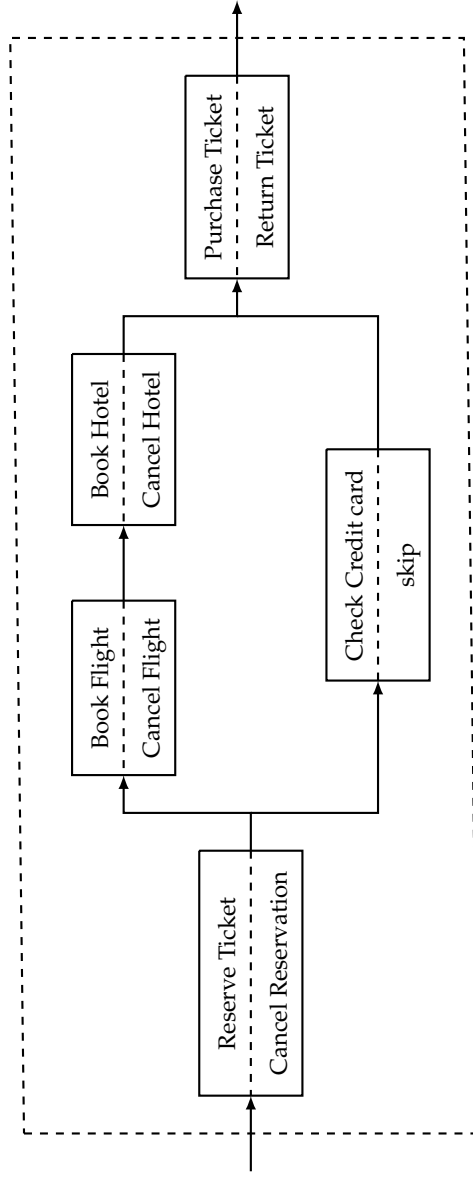 Reserve Ticket
Cancel Reservation
Book Flight
Cancel Flight
Book Hotel
Cancel Hotel
Check Credit card
skip
Purchase Ticket
Return Ticket